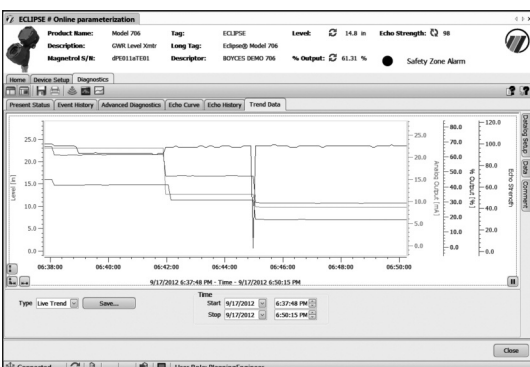 ECLIPSE # Online parameterization
Product Name: Model 706 Tag: ECLIPSE Level: 14.8 in Echo Strength: 98
Description: GWR Level Xmtr Long Tag: Eclipse® Model 706
Magnetrol S/N: dPE011aTE01 Descriptor: BOYCES DEMO 706 % Output: 61.31 % Safety Zone Alarm
Home Device Setup Diagnostics
Present Status Event History Advanced Diagnostics Echo Curve Echo History Trend Data
Datalog Setup Data Comment
Level [in]
25.0
20.0
15.0
10.0
5.0
0.0
Analog Output [mA]
25.0
20.0
15.0
10.0
5.0
0.0
% Output [%]
80.0
70.0
60.0
50.0
40.0
30.0
20.0
10.0
0.0
Echo Strength
120.0
100.0
80.0
60.0
40.0
20.0
0.0
06:38:00 06:40:00 06:42:00 06:44:00 06:46:00 06:48:00 06:50:00
9/17/2012 6:37:48 PM - Time - 9/17/2012 6:50:15 PM
Type Live Trend Save...
Time
Start 9/17/2012 6:37:48 PM
Stop 9/17/2012 6:50:15 PM
Close
Connected User Role: PlanningEngineer